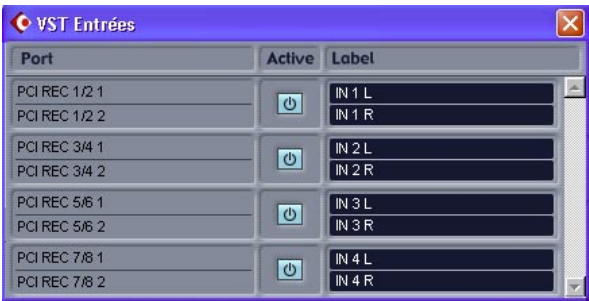 VST Entrées
Port Active Label
PCI REC 1/2 1 IN 1 L
PCI REC 1/2 2 IN 1 R
PCI REC 3/4 1 IN 2 L
PCI REC 3/4 2 IN 2 R
PCI REC 5/6 1 IN 3 L
PCI REC 5/6 2 IN 3 R
PCI REC 7/8 1 IN 4 L
PCI REC 7/8 2 IN 4 R